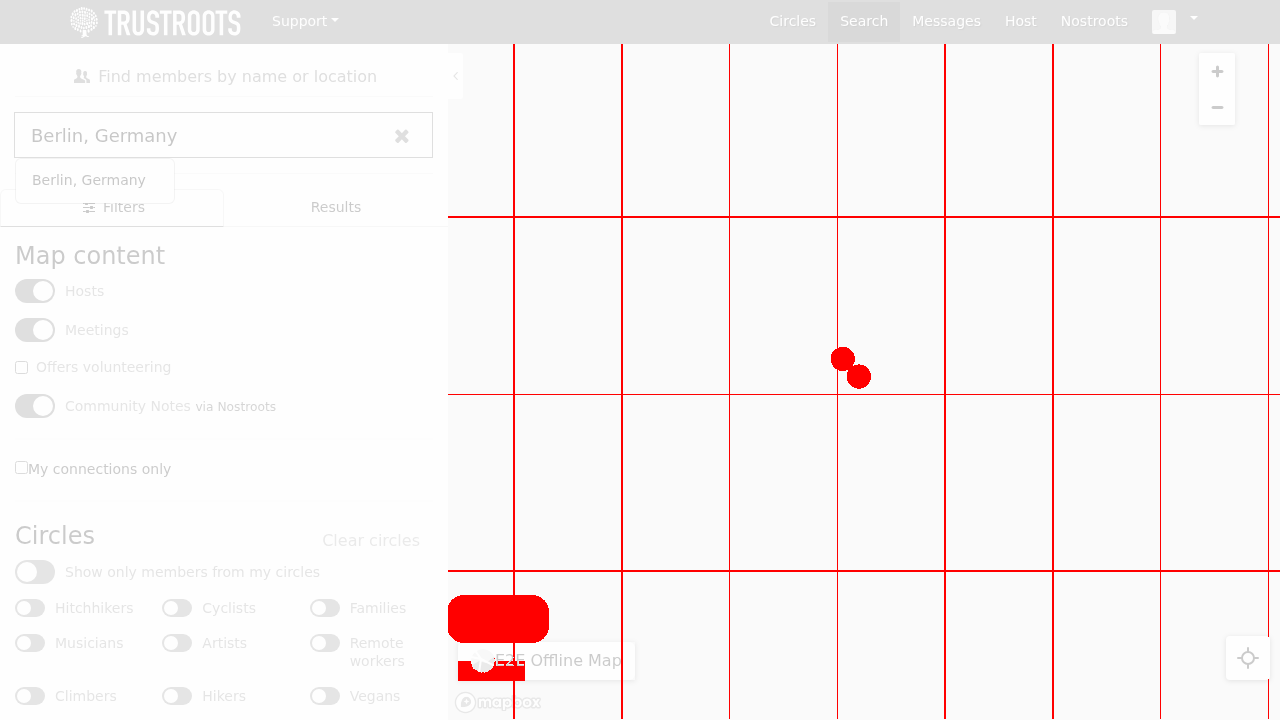 TRUSTROOTS
Support
Circles
Search
Messages
Host
Nostroots
Find members by name or location
Berlin, Germany
Berlin, Germany
Filters
Results
Map content
Hosts
Meetings
Offers volunteering
Community Notes via Nostroots
My connections only
Circles
Clear circles
Show only members from my circles
Hitchhikers
Cyclists
Families
Musicians
Artists
Remote
workers
Climbers
Hikers
Vegans
E2E Offline Map
mapbox